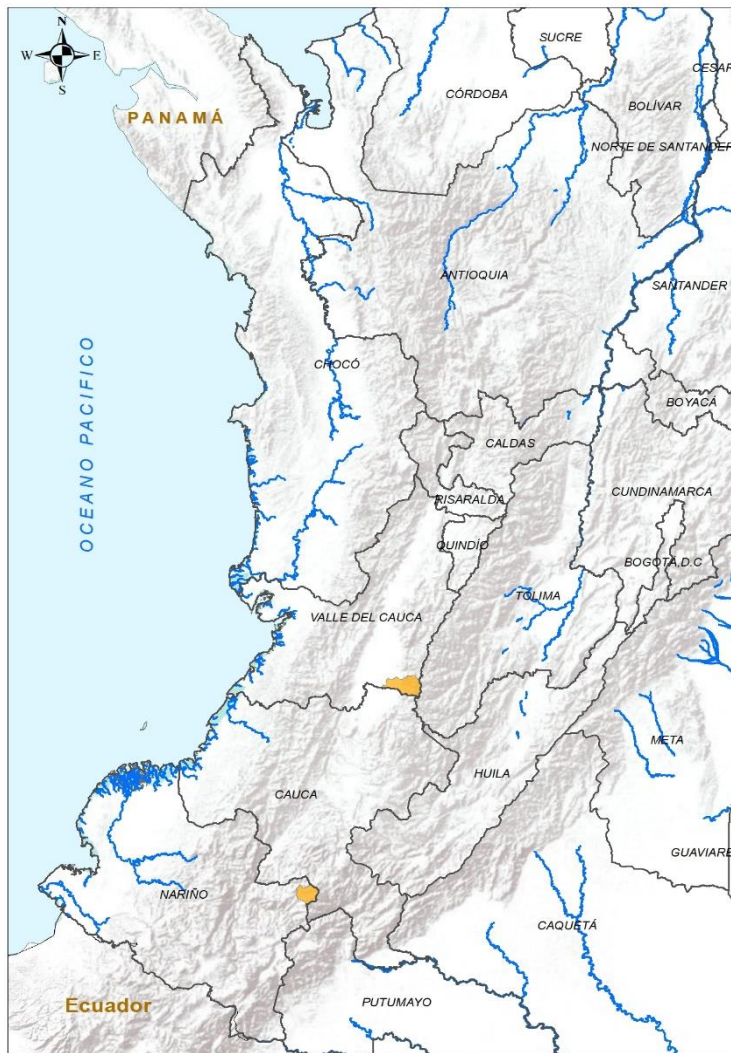 N
W E
S
SUCRE
CESAR
CÓRDOBA
BOLÍVAR
PANAMÁ
NORTE DE SANTANDER
ANTIOQUIA
SANTANDER
CHOCÓ
BOYACÁ
CALDAS
OCEANO PACIFICO
RISARALDA
CUNDINAMARCA
QUINDÍO
BOGOTÁ,D.C
TOLIMA
VALLE DEL CAUCA
META
HUILA
CAUCA
GUAVIARE
NARIÑO
CAQUETÁ
Ecuador
PUTUMAYO